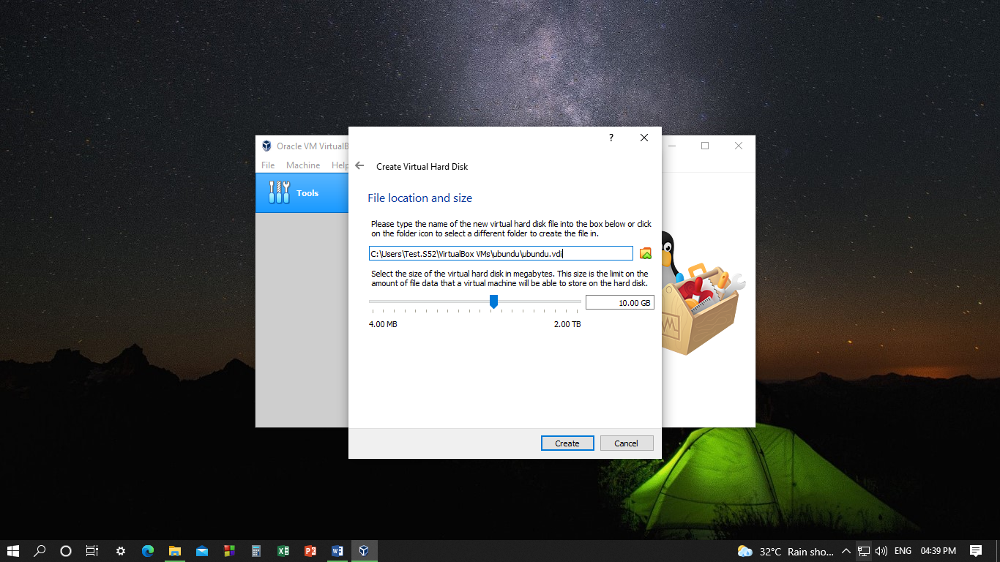 Oracle VM VirtualB
File Machine Help
Tools
?
Create Virtual Hard Disk
File location and size
Please type the name of the new virtual hard disk file into the box below or click
on the folder icon to select a different folder to create the file in.
C:\Users\Test.S52\VirtualBox VMs\ubundu\ubundu.vdi
Select the size of the virtual hard disk in megabytes. This size is the limit on the
amount of file data that a virtual machine will be able to store on the hard disk.
10.00 GB
4.00 MB 2.00 TB
Create Cancel
32°C Rain sho... ENG 04:39 PM